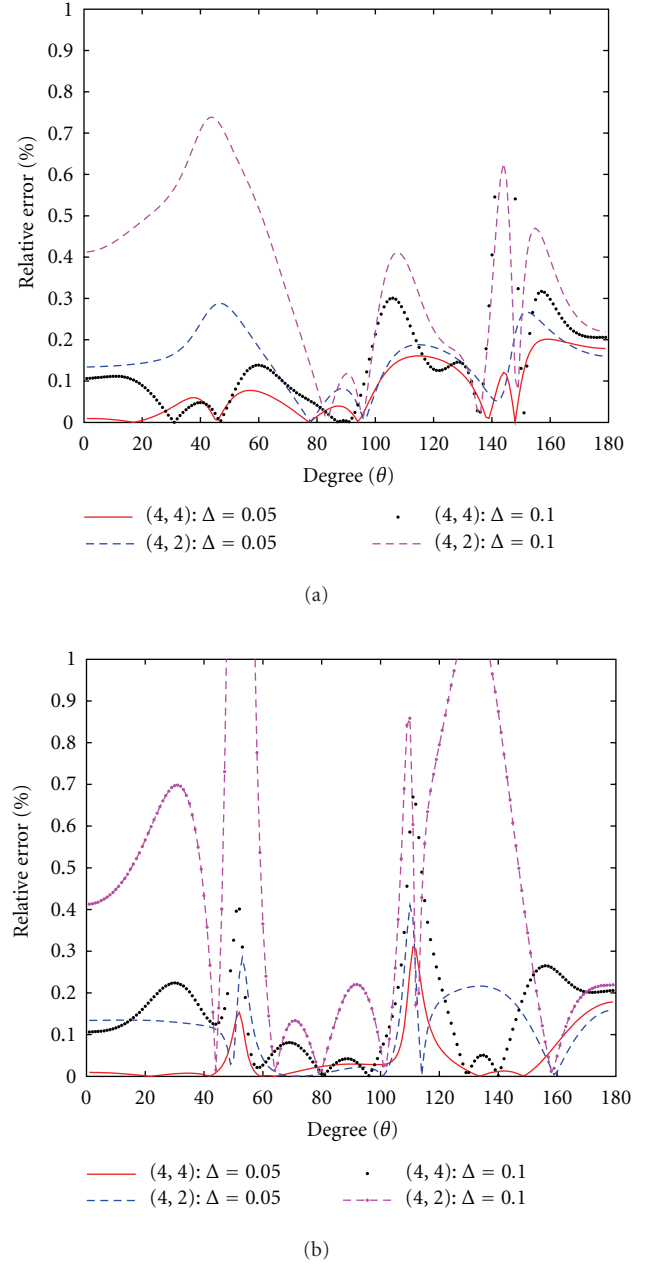 1
0.9
0.8
0.7
0.6
0.5
0.4
0.3
0.2
0.1
0
Relative error (%)
0 20 40 60 80 100 120 140 160 180
Degree (θ)
(4, 4): Δ = 0.05
(4, 2): Δ = 0.05
(4, 4): Δ = 0.1
(4, 2): Δ = 0.1
(a)
1
0.9
0.8
0.7
0.6
0.5
0.4
0.3
0.2
0.1
0
Relative error (%)
0 20 40 60 80 100 120 140 160 180
Degree (θ)
(4, 4): Δ = 0.05
(4, 2): Δ = 0.05
(4, 4): Δ = 0.1
(4, 2): Δ = 0.1
(b)